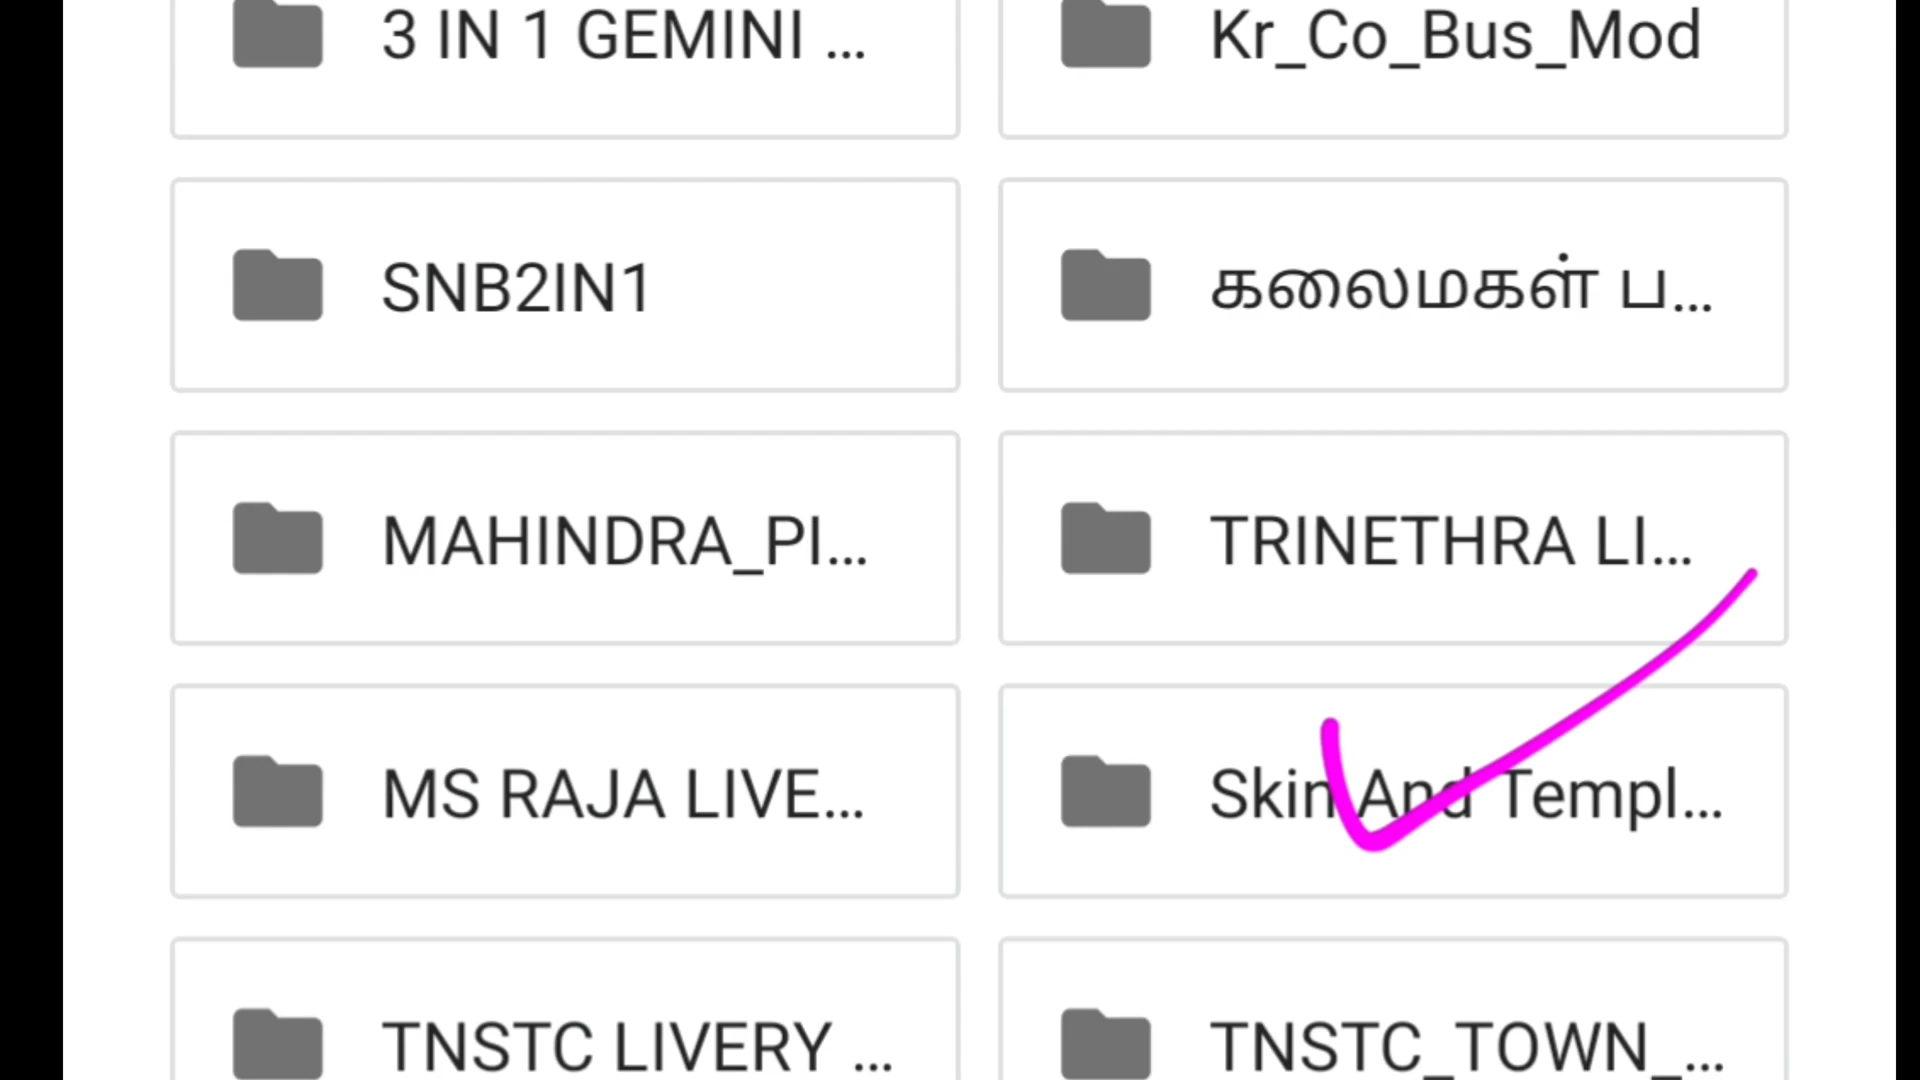 3 IN 1 GEMINI ...
Kr_Co_Bus_Mod
SNB2IN1
கலைமகள் ப...
MAHINDRA_PI...
TRINETHRA LI...
MS RAJA LIVE...
Skin And Templ...
TNSTC LIVERY ...
TNSTC_TOWN_...